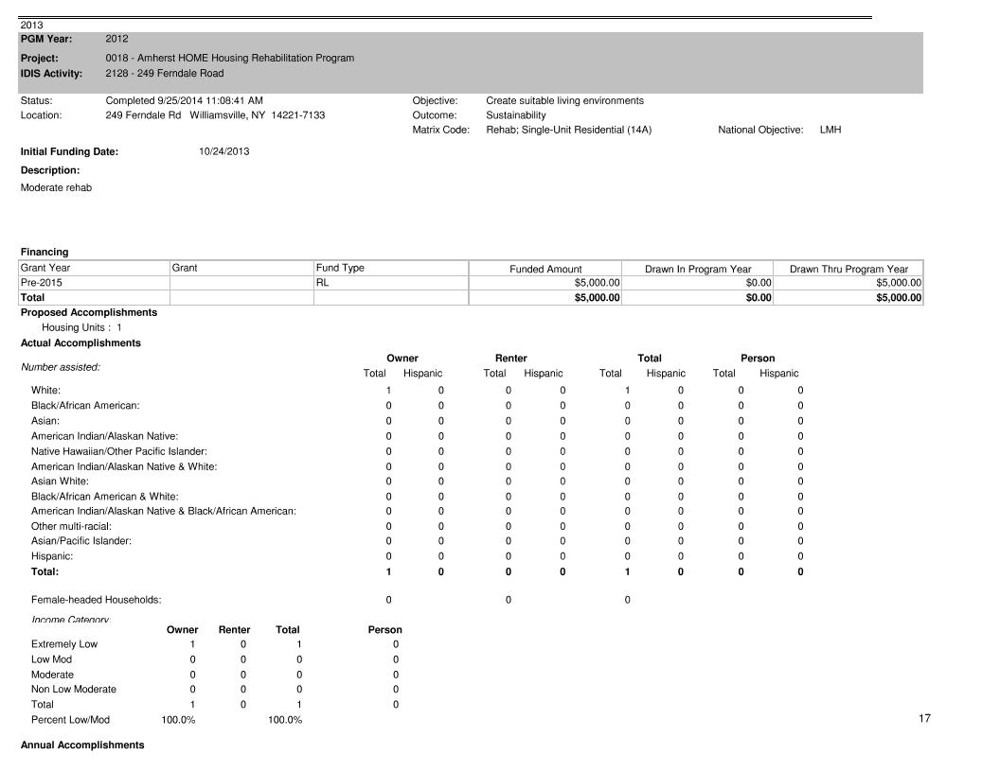 2013
PGM Year: 2012
Project: 0018 - Amherst HOME Housing Rehabilitation Program
IDIS Activity: 2128 - 249 Ferndale Road
Status: Completed 9/25/2014 11:08:41 AM Objective: Create suitable living environments
Location: 249 Ferndale Rd Williamsville, NY 14221-7133 Outcome: Sustainability
Matrix Code: Rehab; Single-Unit Residential (14A) National Objective: LMH
Initial Funding Date: 10/24/2013
Description:
Moderate rehab
Financing
Grant Year Grant Fund Type Funded Amount Drawn In Program Year Drawn Thru Program Year
Pre-2015 RL $5,000.00 $0.00 $5,000.00
Total $5,000.00 $0.00 $5,000.00
Proposed Accomplishments
Housing Units : 1
Actual Accomplishments
Owner Renter Total Person
Number assisted:
Total Hispanic Total Hispanic Total Hispanic Total Hispanic
White: 1 0 0 0 1 0 0 0
Black/African American: 0 0 0 0 0 0 0 0
Asian: 0 0 0 0 0 0 0 0
American Indian/Alaskan Native: 0 0 0 0 0 0 0 0
Native Hawaiian/Other Pacific Islander: 0 0 0 0 0 0 0 0
American Indian/Alaskan Native & White: 0 0 0 0 0 0 0 0
Asian White: 0 0 0 0 0 0 0 0
Black/African American & White: 0 0 0 0 0 0 0 0
American Indian/Alaskan Native & Black/African American: 0 0 0 0 0 0 0 0
Other multi-racial: 0 0 0 0 0 0 0 0
Asian/Pacific Islander: 0 0 0 0 0 0 0 0
Hispanic: 0 0 0 0 0 0 0 0
Total: 1 0 0 0 1 0 0 0
Female-headed Households: 0 0 0
Income Category:
Owner Renter Total Person
Extremely Low 1 0 1 0
Low Mod 0 0 0 0
Moderate 0 0 0 0
Non Low Moderate 0 0 0 0
Total 1 0 1 0
Percent Low/Mod 100.0% 100.0%
17
Annual Accomplishments